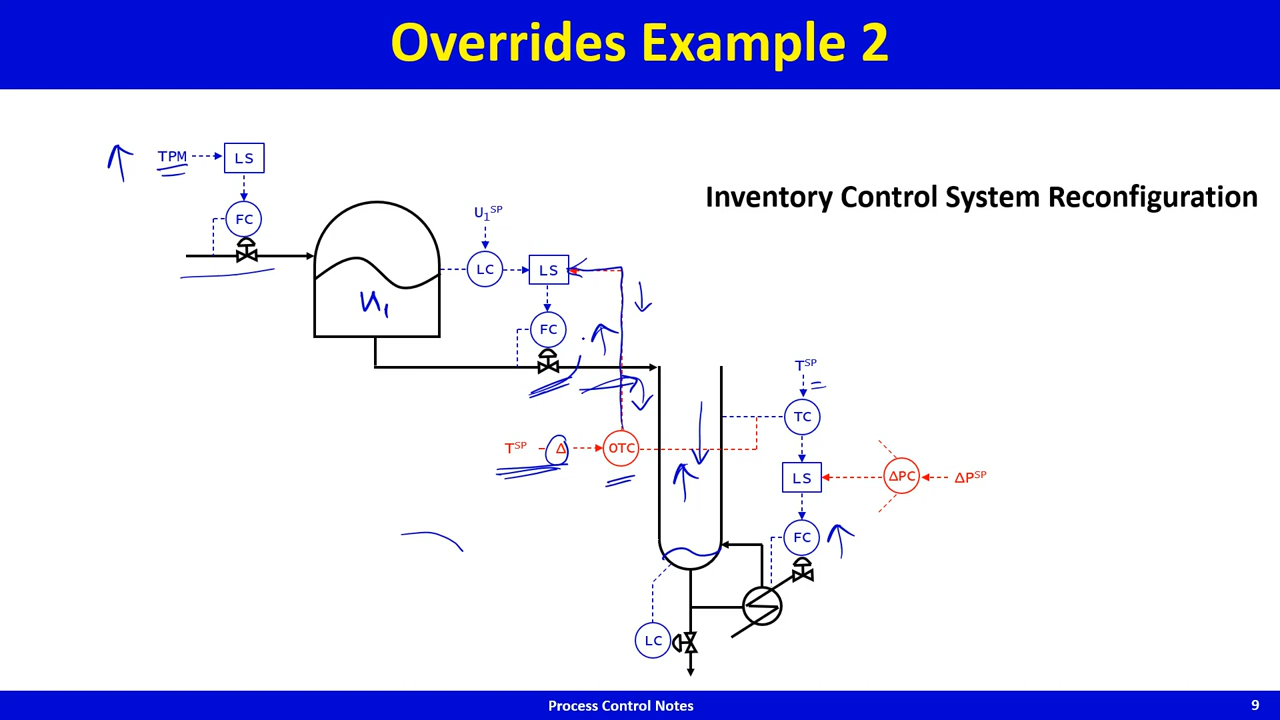 Overrides Example 2
TPM
LS
Inventory Control System Reconfiguration
FC
U₁ˢᴾ
LC
LS
U₁
FC
Tˢᴾ
TC
Tˢᴾ - Δ
OTC
LS
ΔPC
ΔPˢᴾ
FC
LC
Process Control Notes
9